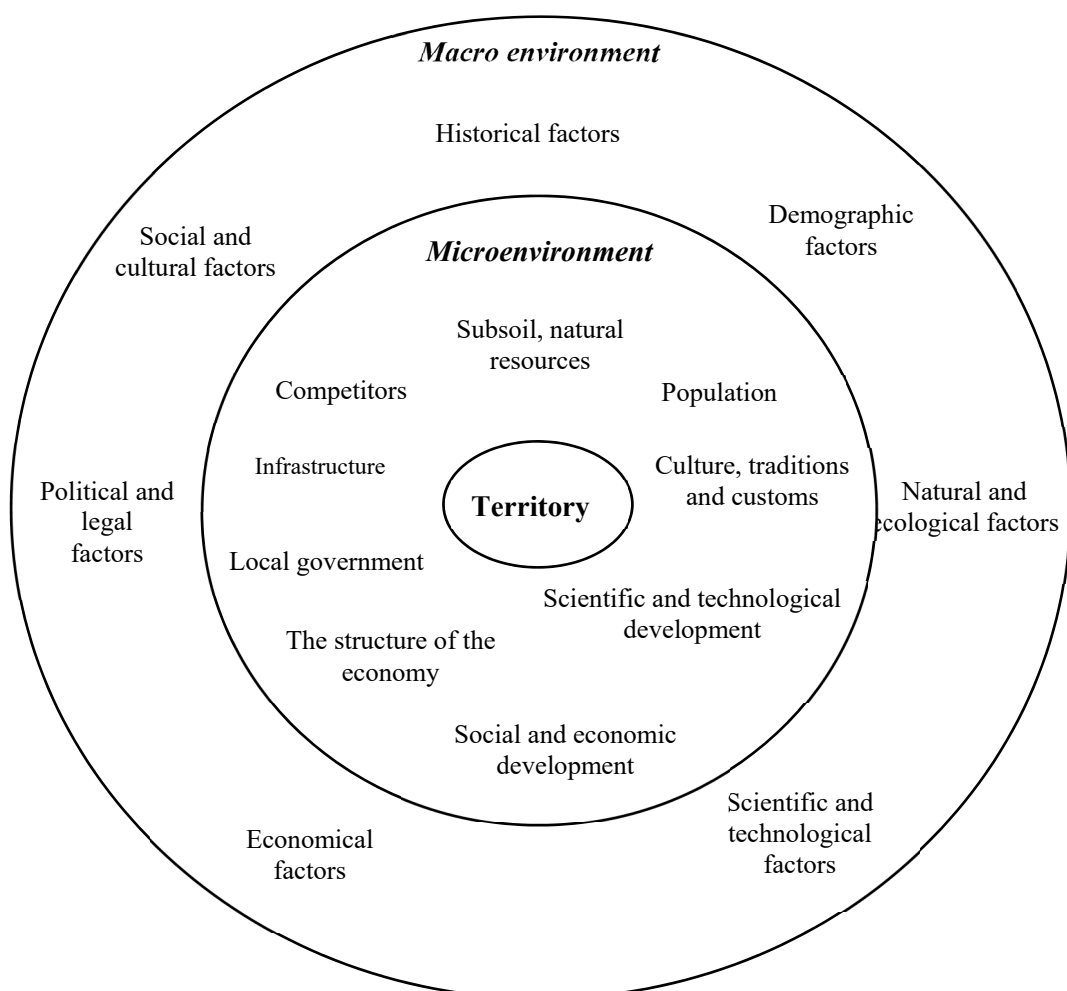 Macro environment
Historical factors
Demographic
factors
Social and
cultural factors
Microenvironment
Subsoil, natural
resources
Competitors
Population
Infrastructure
Culture, traditions
and customs
Territory
Political and
legal
factors
Natural and
ecological factors
Local government
Scientific and technological
development
The structure of the
economy
Social and economic
development
Scientific and
technological
factors
Economical
factors